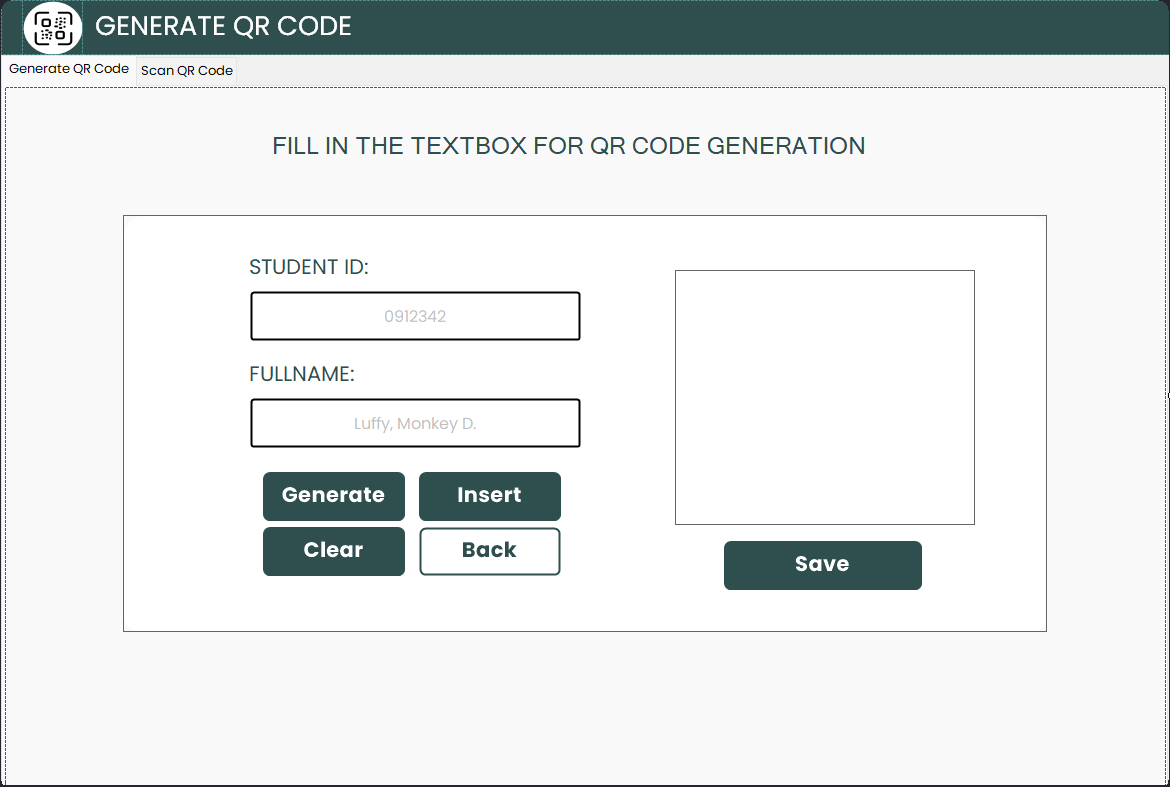 GENERATE QR CODE
Generate QR Code
Scan QR Code
FILL IN THE TEXTBOX FOR QR CODE GENERATION
STUDENT ID:
0912342
FULLNAME:
Luffy, Monkey D.
Generate
Insert
Clear
Back
Save